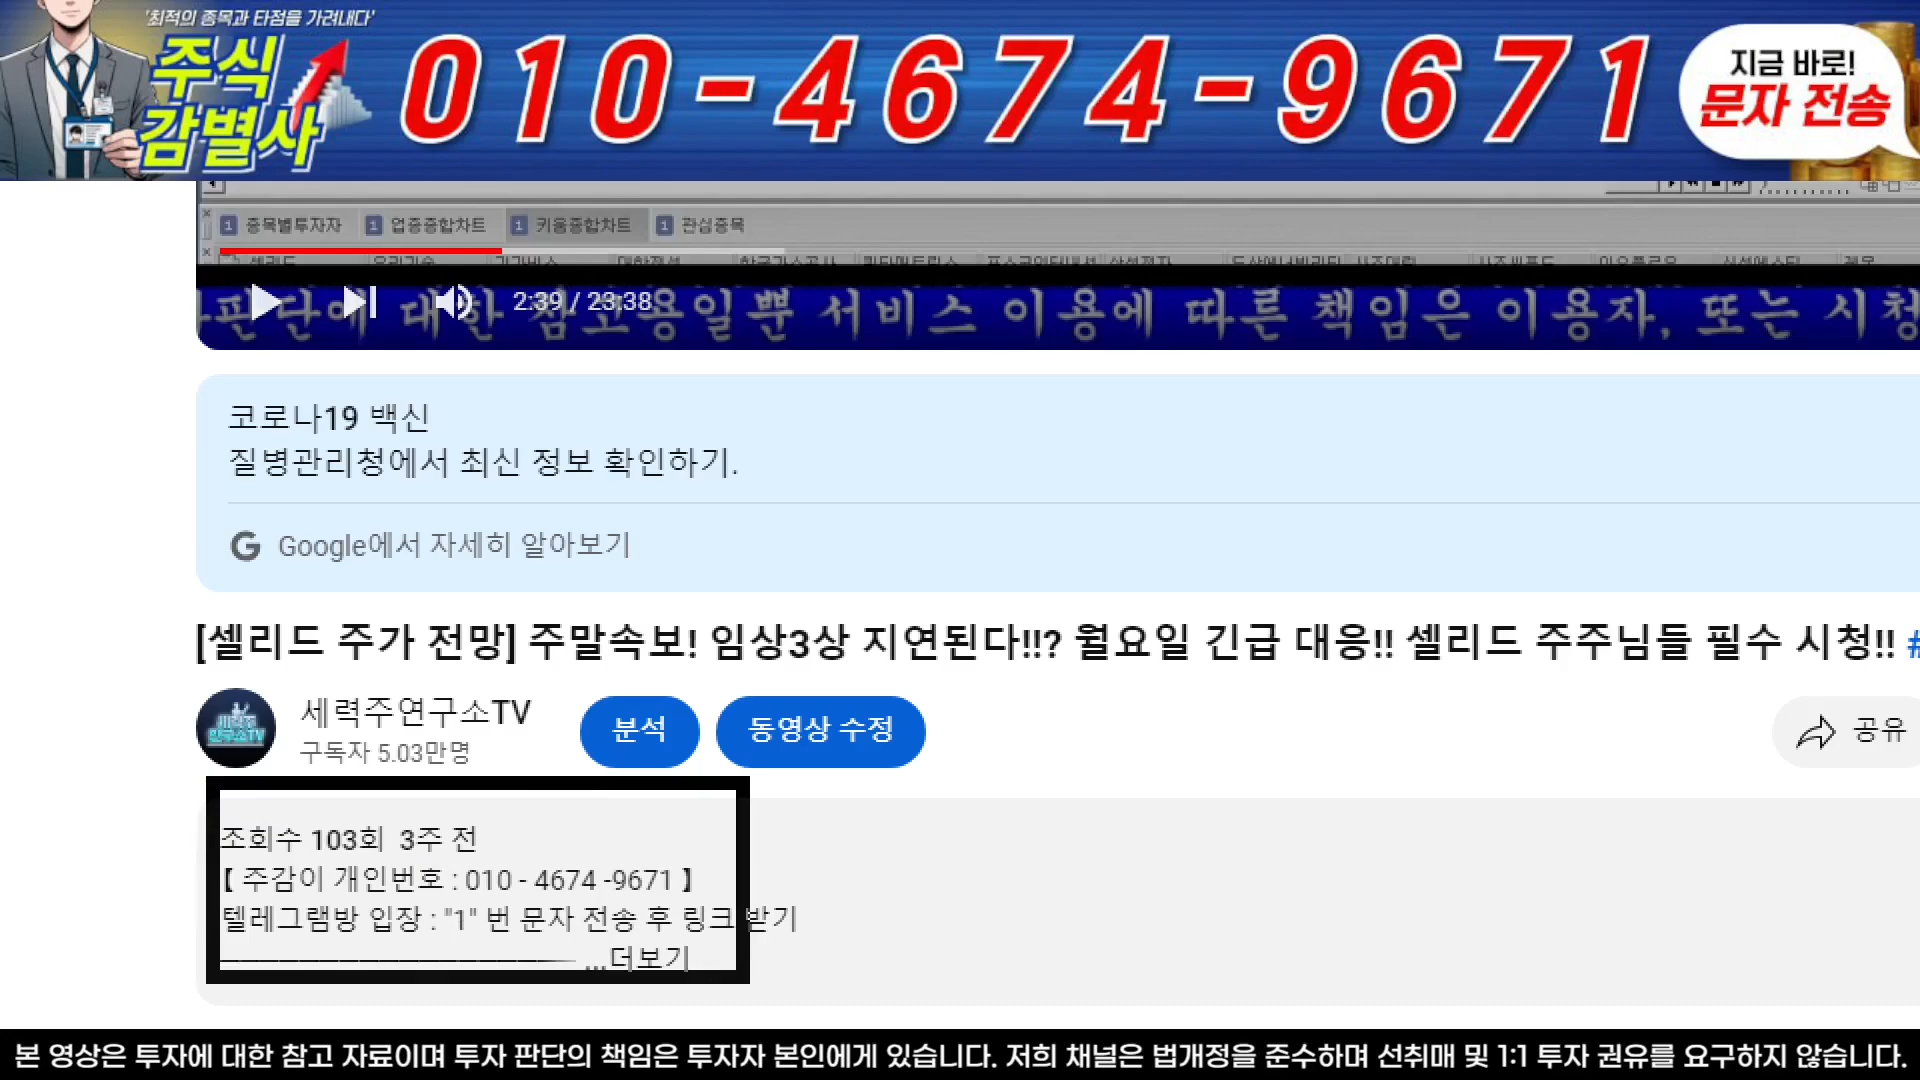 '최적의 종목과 타점을 가려내다'
주식
감별사
010-4674-9671
지금 바로!
문자 전송
1 종목별투자자 1 업종종합차트 1 키움종합차트 1 관심종목
판단에 대한 참고용일뿐 서비스 이용에 따른 책임은 이용자, 또는 시청
2:39 / 23:38
코로나19 백신
질병관리청에서 최신 정보 확인하기.
G Google에서 자세히 알아보기
[셀리드 주가 전망] 주말속보! 임상3상 지연된다!!? 월요일 긴급 대응!! 셀리드 주주님들 필수 시청!! #
세력주연구소TV
구독자 5.03만명
분석
동영상 수정
공유
조회수 103회 3주 전
【 주감이 개인번호 : 010 - 4674 -9671 】
텔레그램방 입장 : "1" 번 문자 전송 후 링크 받기
...더보기
본 영상은 투자에 대한 참고 자료이며 투자 판단의 책임은 투자자 본인에게 있습니다. 저희 채널은 법개정을 준수하며 선취매 및 1:1 투자 권유를 요구하지 않습니다.